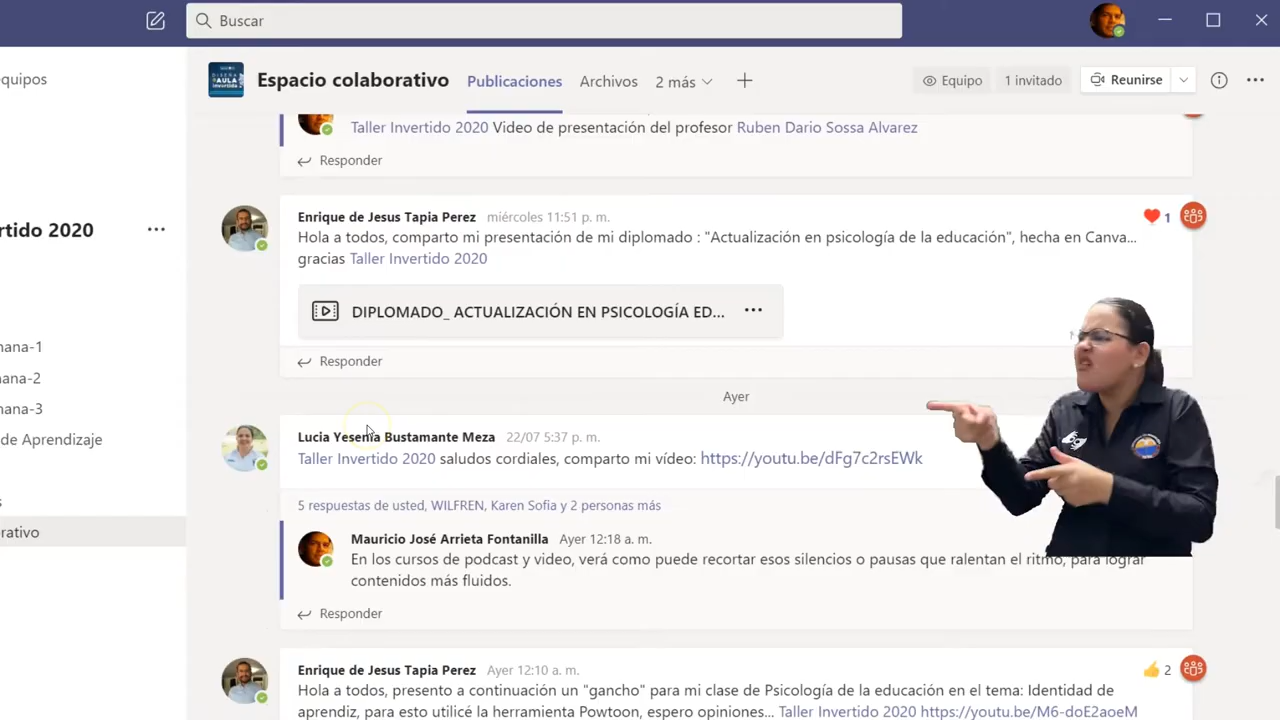 Buscar
equipos
Espacio colaborativo
Publicaciones
Archivos
2 más
Equipo
1 invitado
Reunirse
Taller Invertido 2020 Video de presentación del profesor Ruben Dario Sossa Alvarez
Responder
rtido 2020
Enrique de Jesus Tapia Perez miércoles 11:51 p. m.
1
Hola a todos, comparto mi presentación de mi diplomado : "Actualización en psicología de la educación", hecha en Canva...
gracias Taller Invertido 2020
DIPLOMADO_ ACTUALIZACIÓN EN PSICOLOGÍA ED...
Responder
mana-1
mana-2
mana-3
de Aprendizaje
s
orativo
Ayer
Lucia Yesenia Bustamante Meza 22/07 5:37 p. m.
Taller Invertido 2020 saludos cordiales, comparto mi vídeo: https://youtu.be/dFg7c2rsEWk
5 respuestas de usted, WILFREN, Karen Sofia y 2 personas más
Mauricio José Arrieta Fontanilla Ayer 12:18 a. m.
En los cursos de podcast y video, verá como puede recortar esos silencios o pausas que ralentan el ritmo, para lograr
contenidos más fluidos.
Responder
Enrique de Jesus Tapia Perez Ayer 12:10 a. m.
2
Hola a todos, presento a continuación un "gancho" para mi clase de Psicología de la educación en el tema: Identidad de
aprendiz, para esto utilicé la herramienta Powtoon, espero opiniones... Taller Invertido 2020 https://youtu.be/M6-doE2aoeM